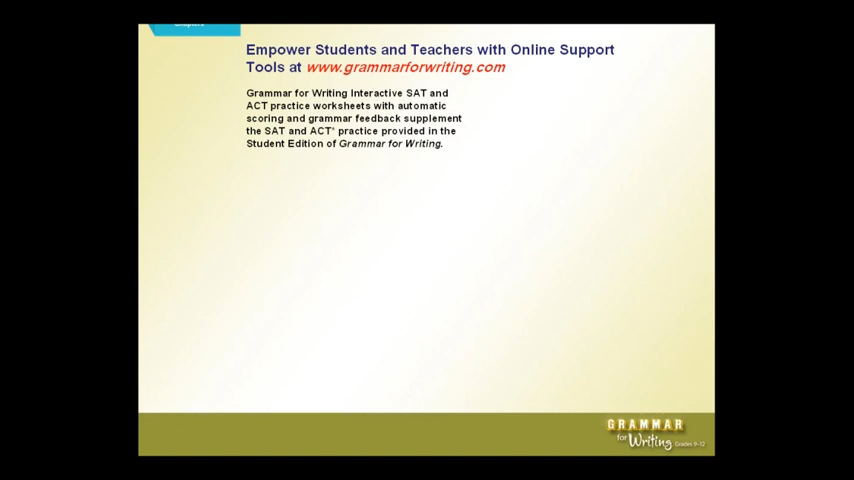 Empower Students and Teachers with Online Support
Tools at www.grammarforwriting.com
Grammar for Writing Interactive SAT and
ACT practice worksheets with automatic
scoring and grammar feedback supplement
the SAT and ACT* practice provided in the
Student Edition of Grammar for Writing.
GRAMMAR
for Writing Grades 9-12